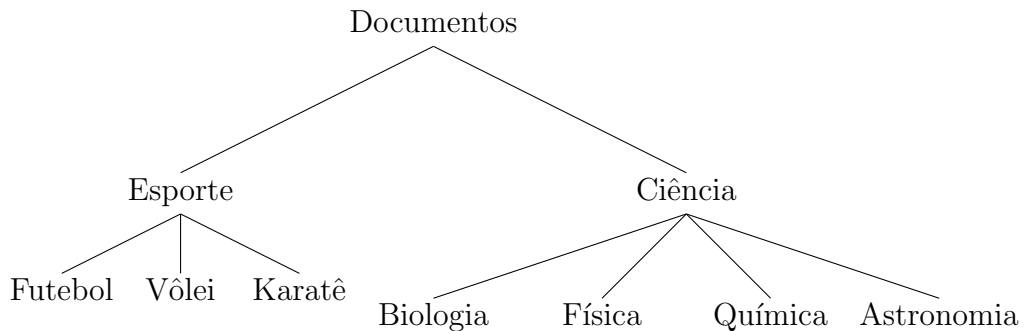 Documentos
Esporte Ciência
Futebol Vôlei Karatê
Biologia Física Química Astronomia